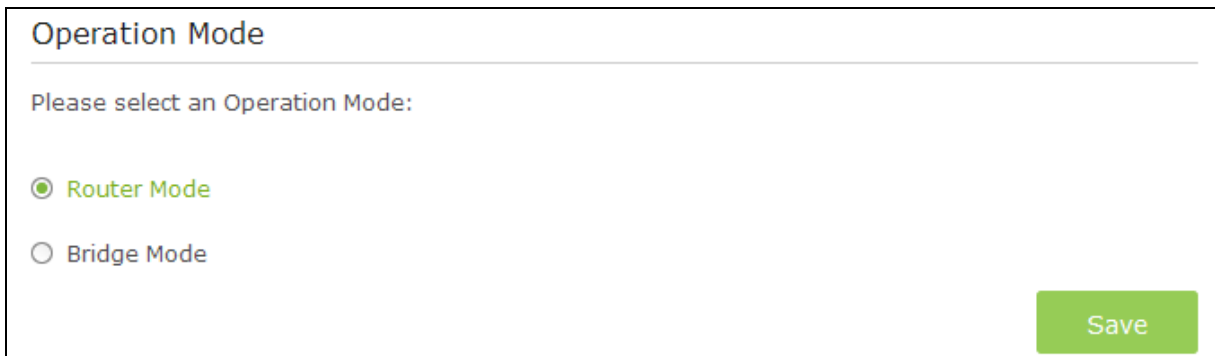 Operation Mode
Please select an Operation Mode:
Router Mode
Bridge Mode
Save